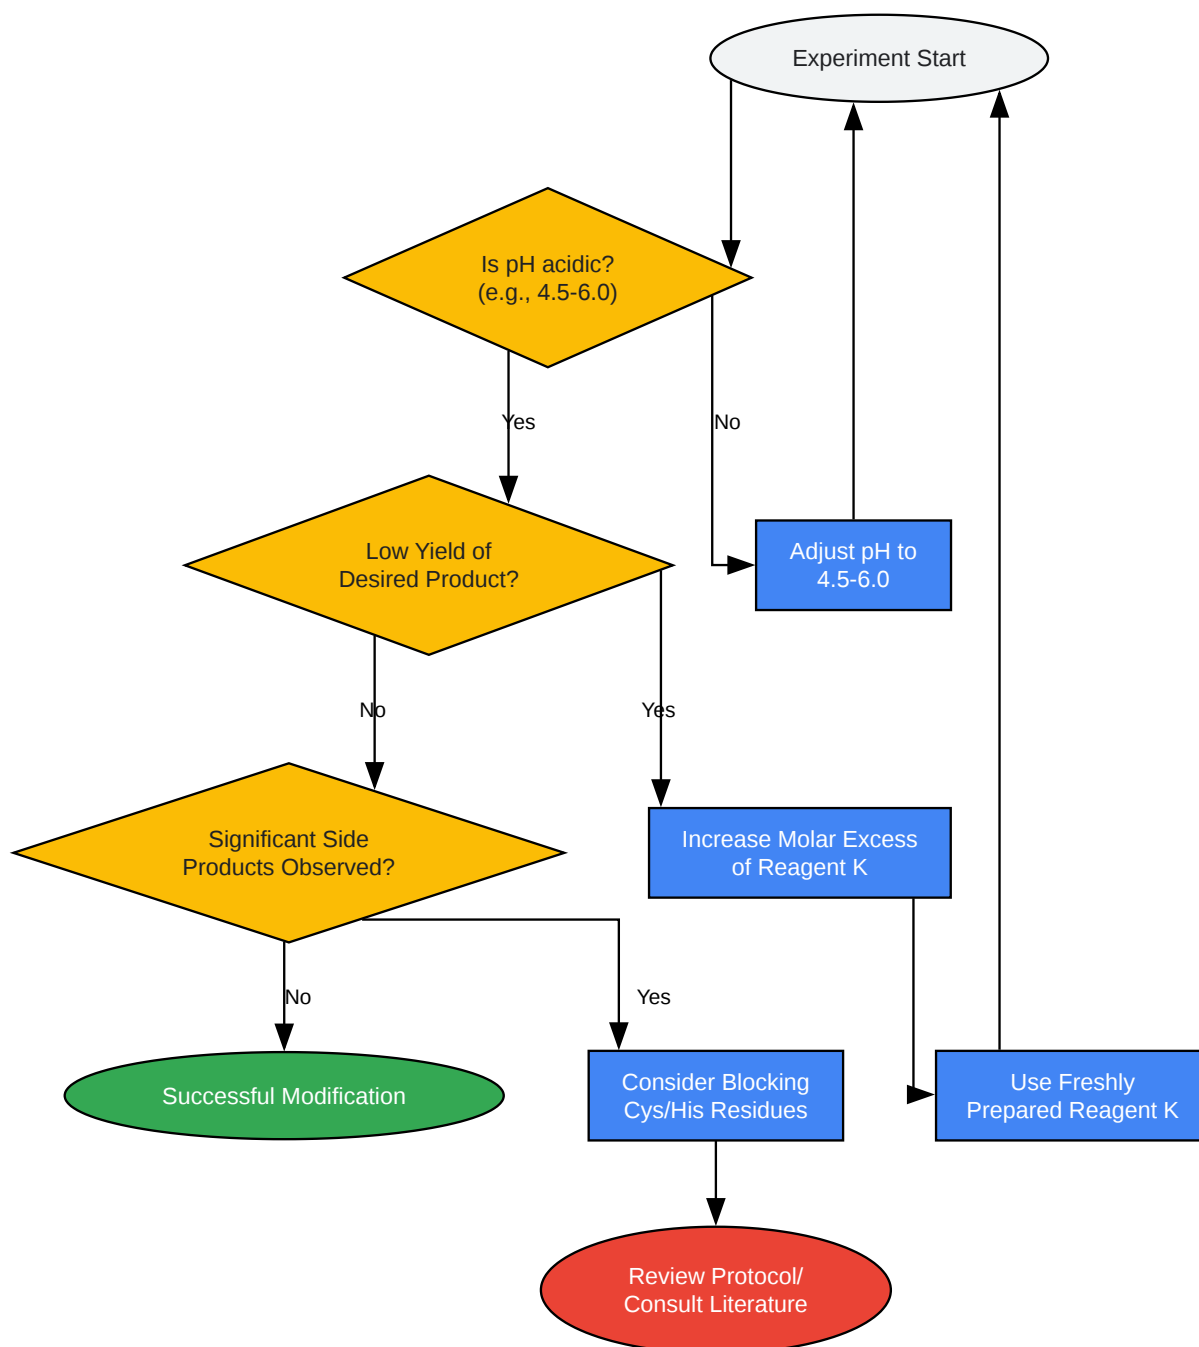 Experiment Start
Is pH acidic?
(e.g., 4.5-6.0)
Yes
No
Low Yield of
Desired Product?
Adjust pH to
4.5-6.0
No
Yes
Significant Side
Products Observed?
Increase Molar Excess
of Reagent K
No
Yes
Successful Modification
Consider Blocking
Cys/His Residues
Use Freshly
Prepared Reagent K
Review Protocol/
Consult Literature